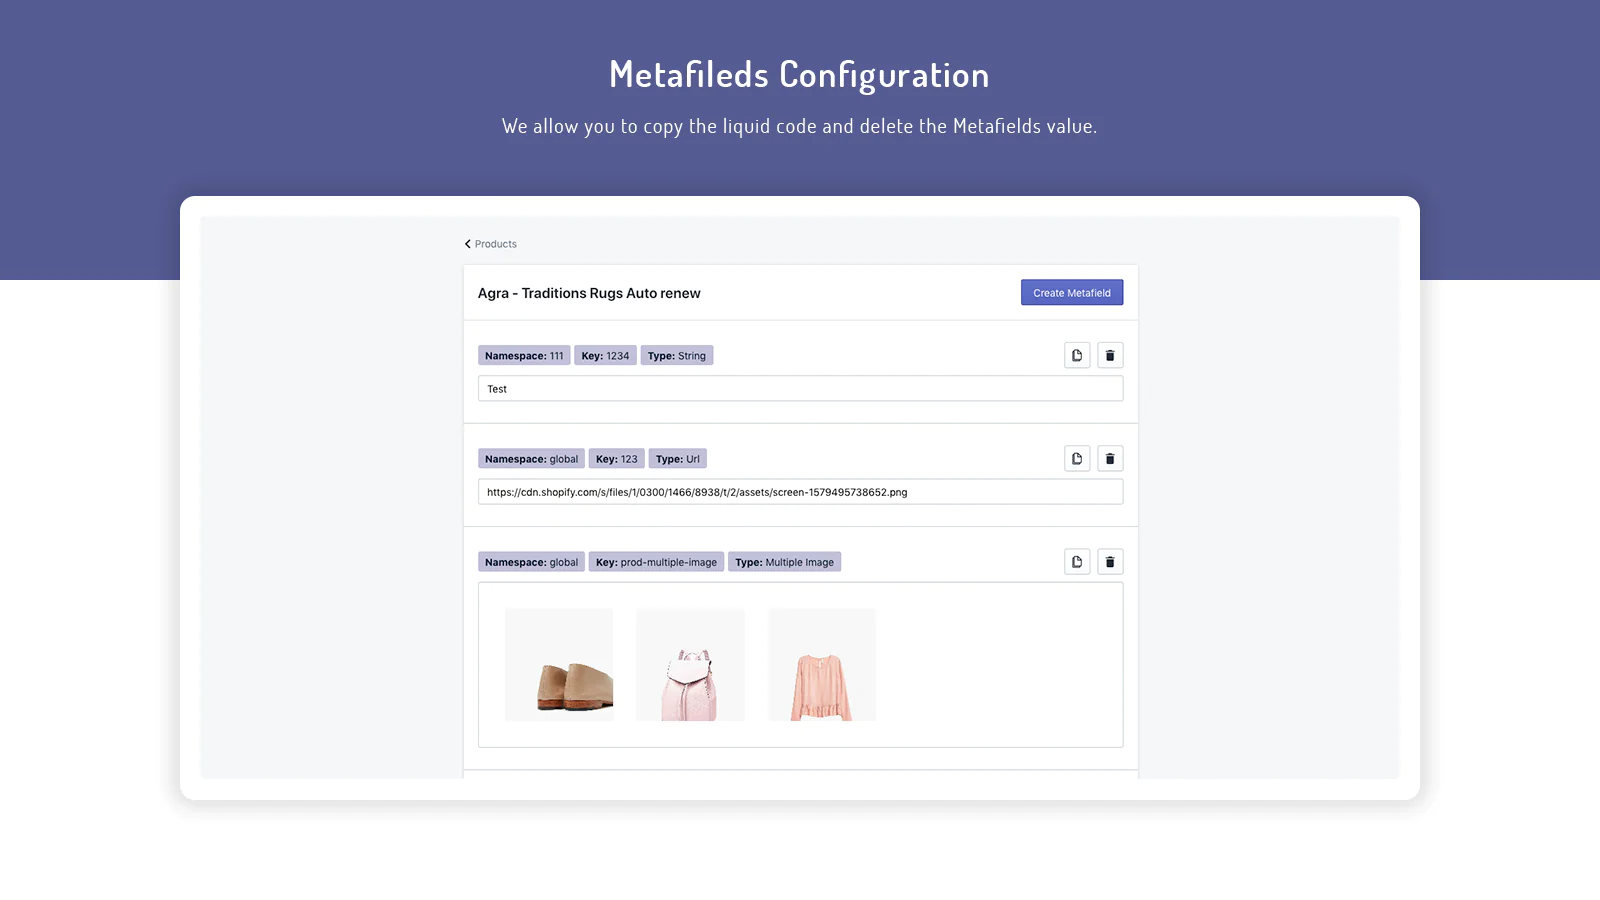 Metafileds Configuration
We allow you to copy the liquid code and delete the Metafields value.
Products
Agra - Traditions Rugs Auto renew
Create Metafield
Namespace: 111 Key: 1234 Type: String
Test
Namespace: global Key: 123 Type: Url
https://cdn.shopify.com/s/files/1/0300/1466/8938/t/2/assets/screen-1579495738652.png
Namespace: global Key: prod-multiple-image Type: Multiple Image